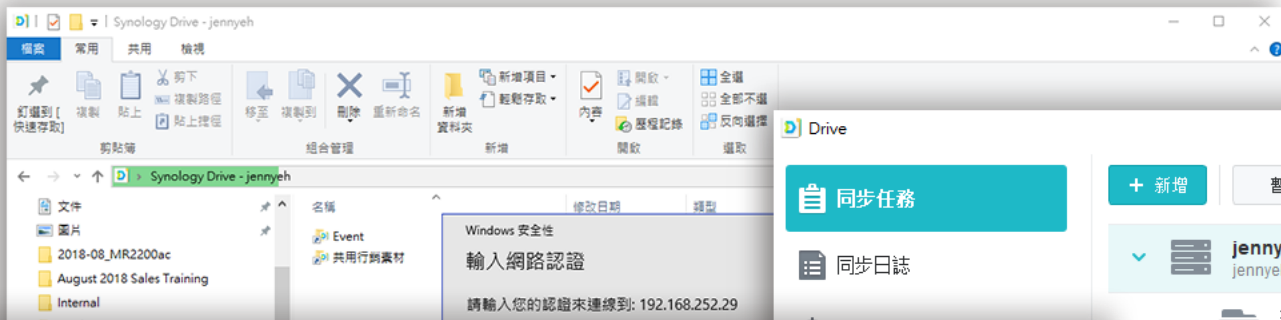 Synology Drive - jennyeh
檔案 常用 共用 檢視
釘選到 [
快速存取]
複製
貼上
剪下
複製路徑
貼上捷徑
剪貼簿
移至
複製到
刪除
重新命名
組合管理
新增
資料夾
新增項目
輕鬆存取
新增
內容
開啟
編輯
歷程記錄
開啟
全選
全部不選
反向選擇
選取
Synology Drive - jennyeh
文件
圖片
2018-08_MR2200ac
August 2018 Sales Training
Internal
名稱 修改日期 類型
Event
共用行銷素材
Windows 安全性
輸入網路認證
請輸入您的認證來連線到: 192.168.252.29
Drive
同步任務
同步日誌
+ 新增
jenny
jennye